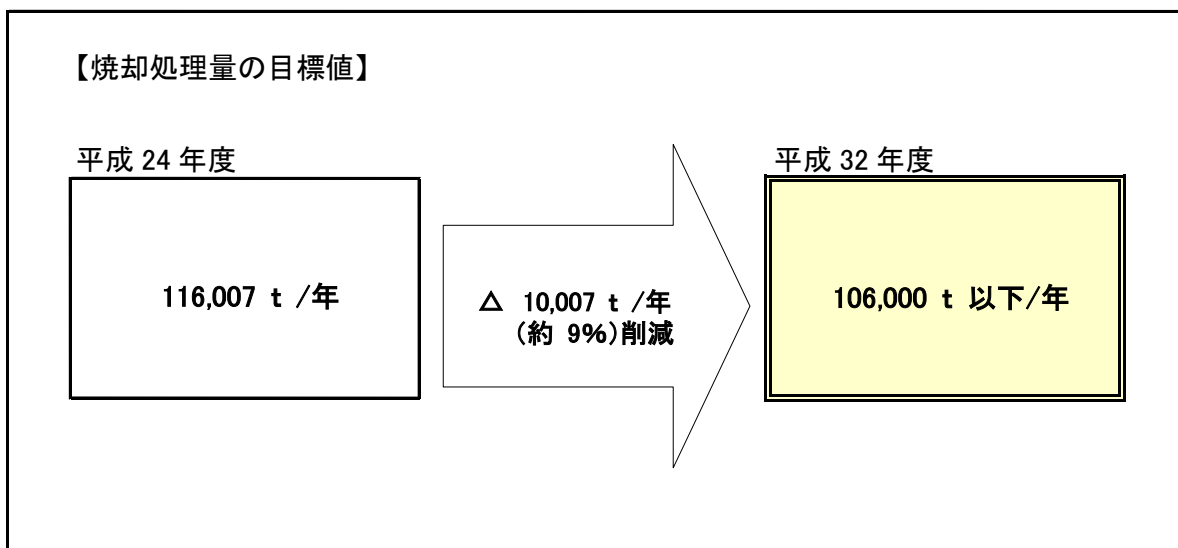 【焼却処理量の目標値】
平成 24 年度
116,007 t /年
△ 10,007 t /年
(約 9%)削減
平成 32 年度
106,000 t 以下/年